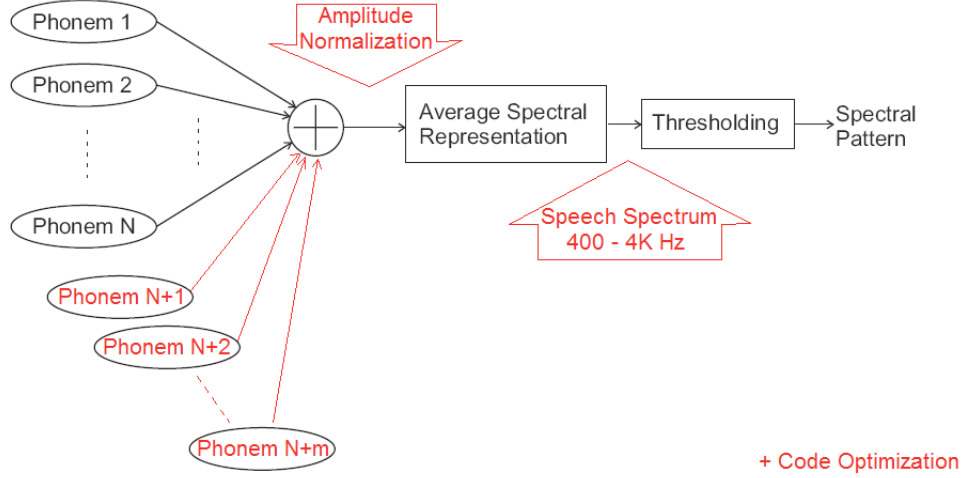 Phonem 1
Amplitude
Normalization
Phonem 2
Average Spectral
Representation
Thresholding
Spectral
Pattern
Phonem N
Speech Spectrum
400 - 4K Hz
Phonem N+1
Phonem N+2
Phonem N+m
+ Code Optimization